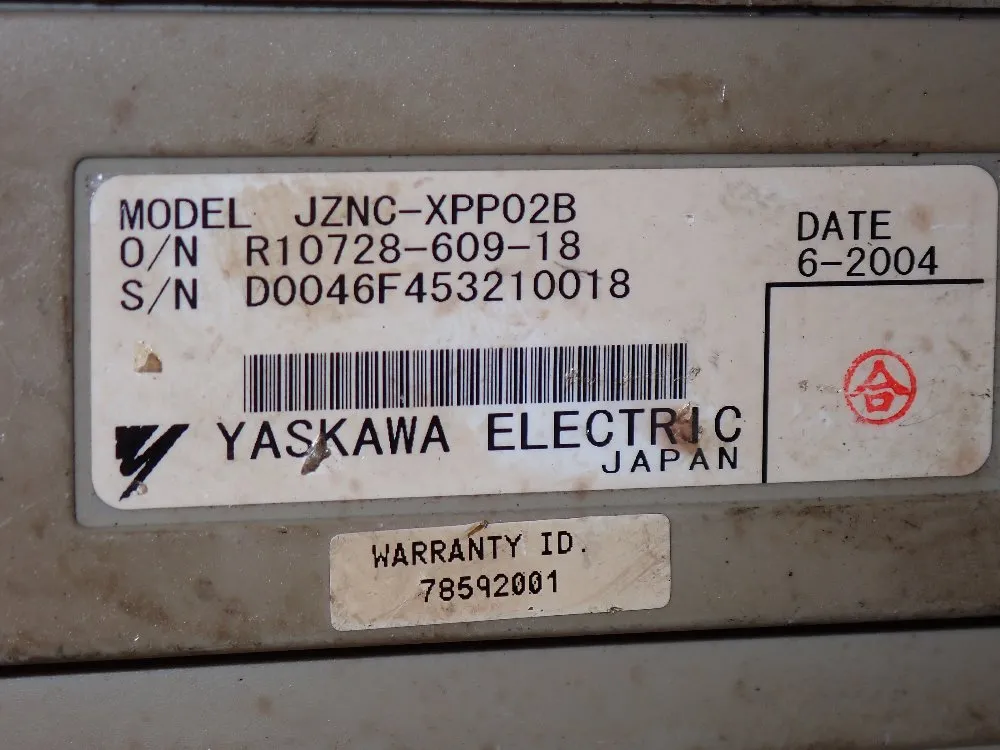 MODEL JZNC-XPP02B
O/N R10728-609-18
S/N D0046F453210018
DATE
6-2004
合
YASKAWA ELECTRIC
JAPAN
WARRANTY ID.
78592001